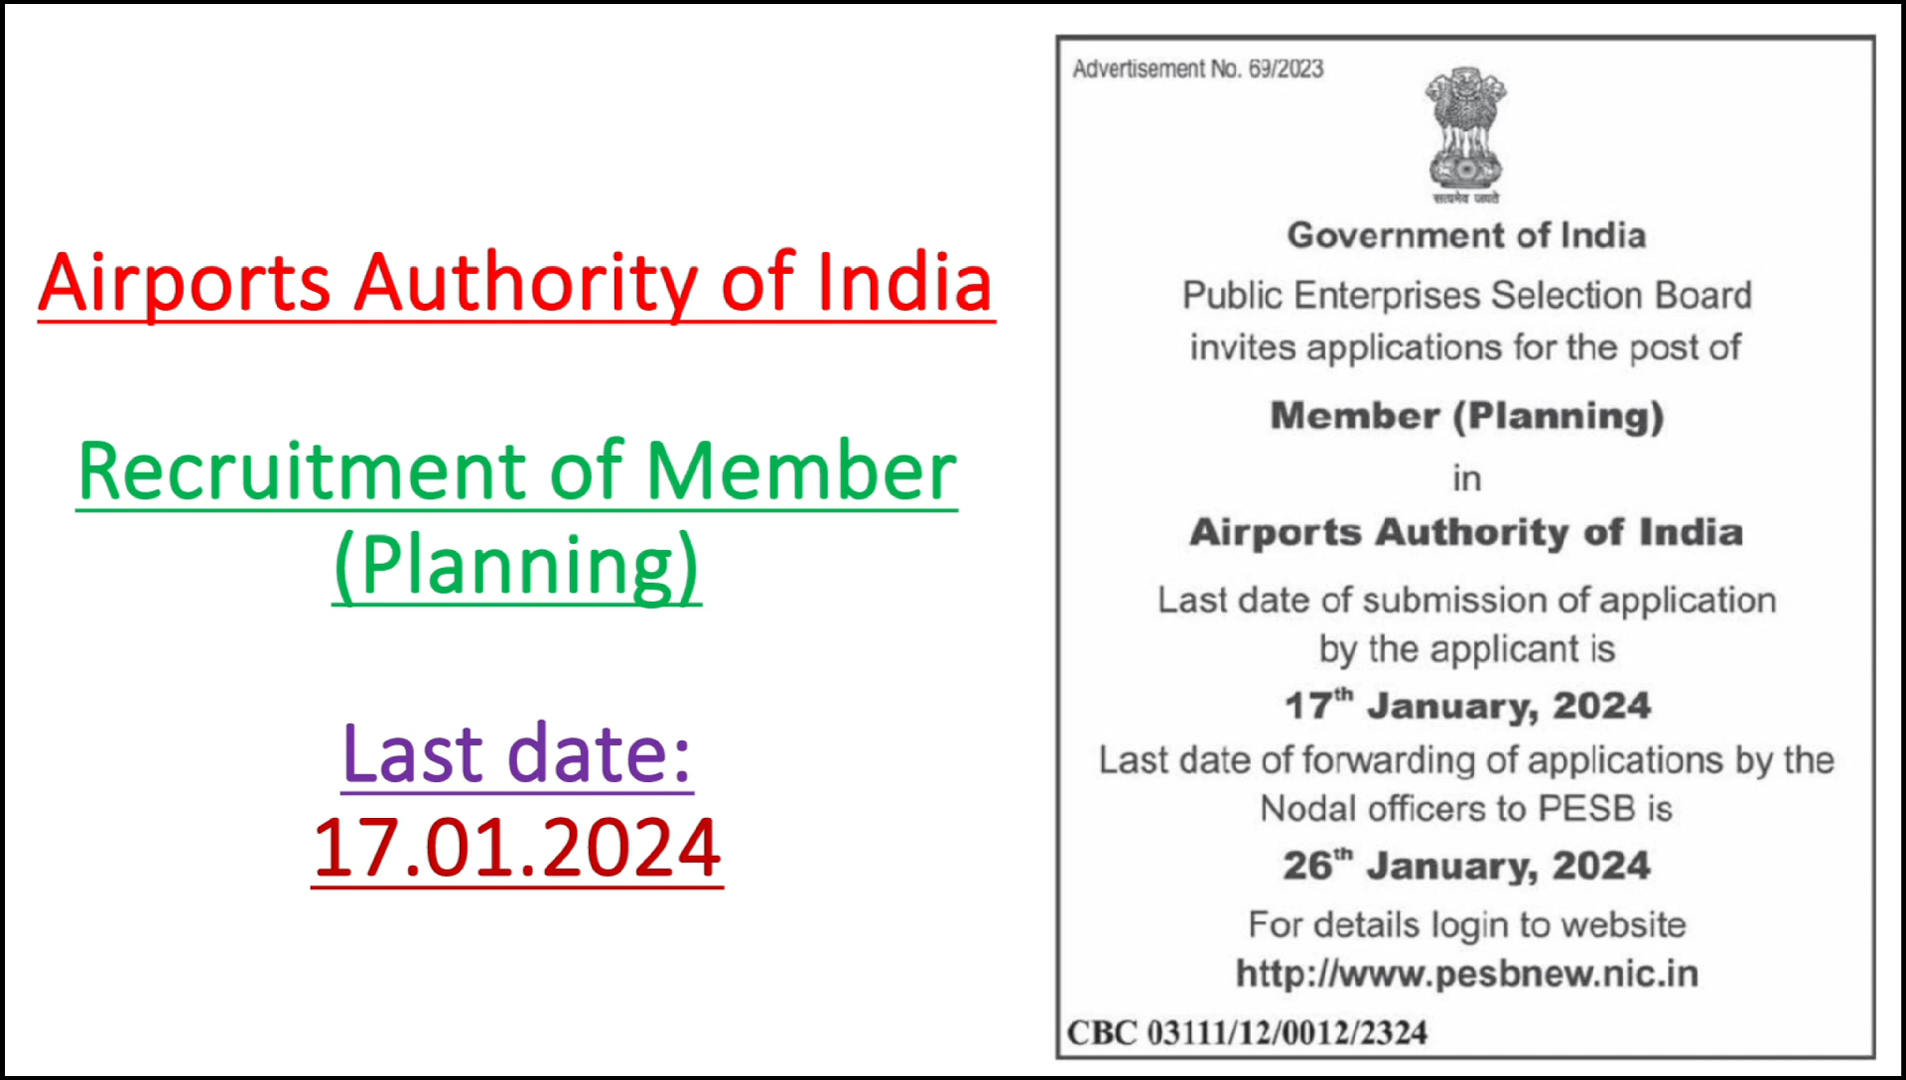 Airports Authority of India
Recruitment of Member
(Planning)
Last date:
17.01.2024
Advertisement No. 69/2023
सत्यमेव जयते
Government of India
Public Enterprises Selection Board
invites applications for the post of
Member (Planning)
in
Airports Authority of India
Last date of submission of application
by the applicant is
17th January, 2024
Last date of forwarding of applications by the
Nodal officers to PESB is
26th January, 2024
For details login to website
http://www.pesbnew.nic.in
CBC 03111/12/0012/2324